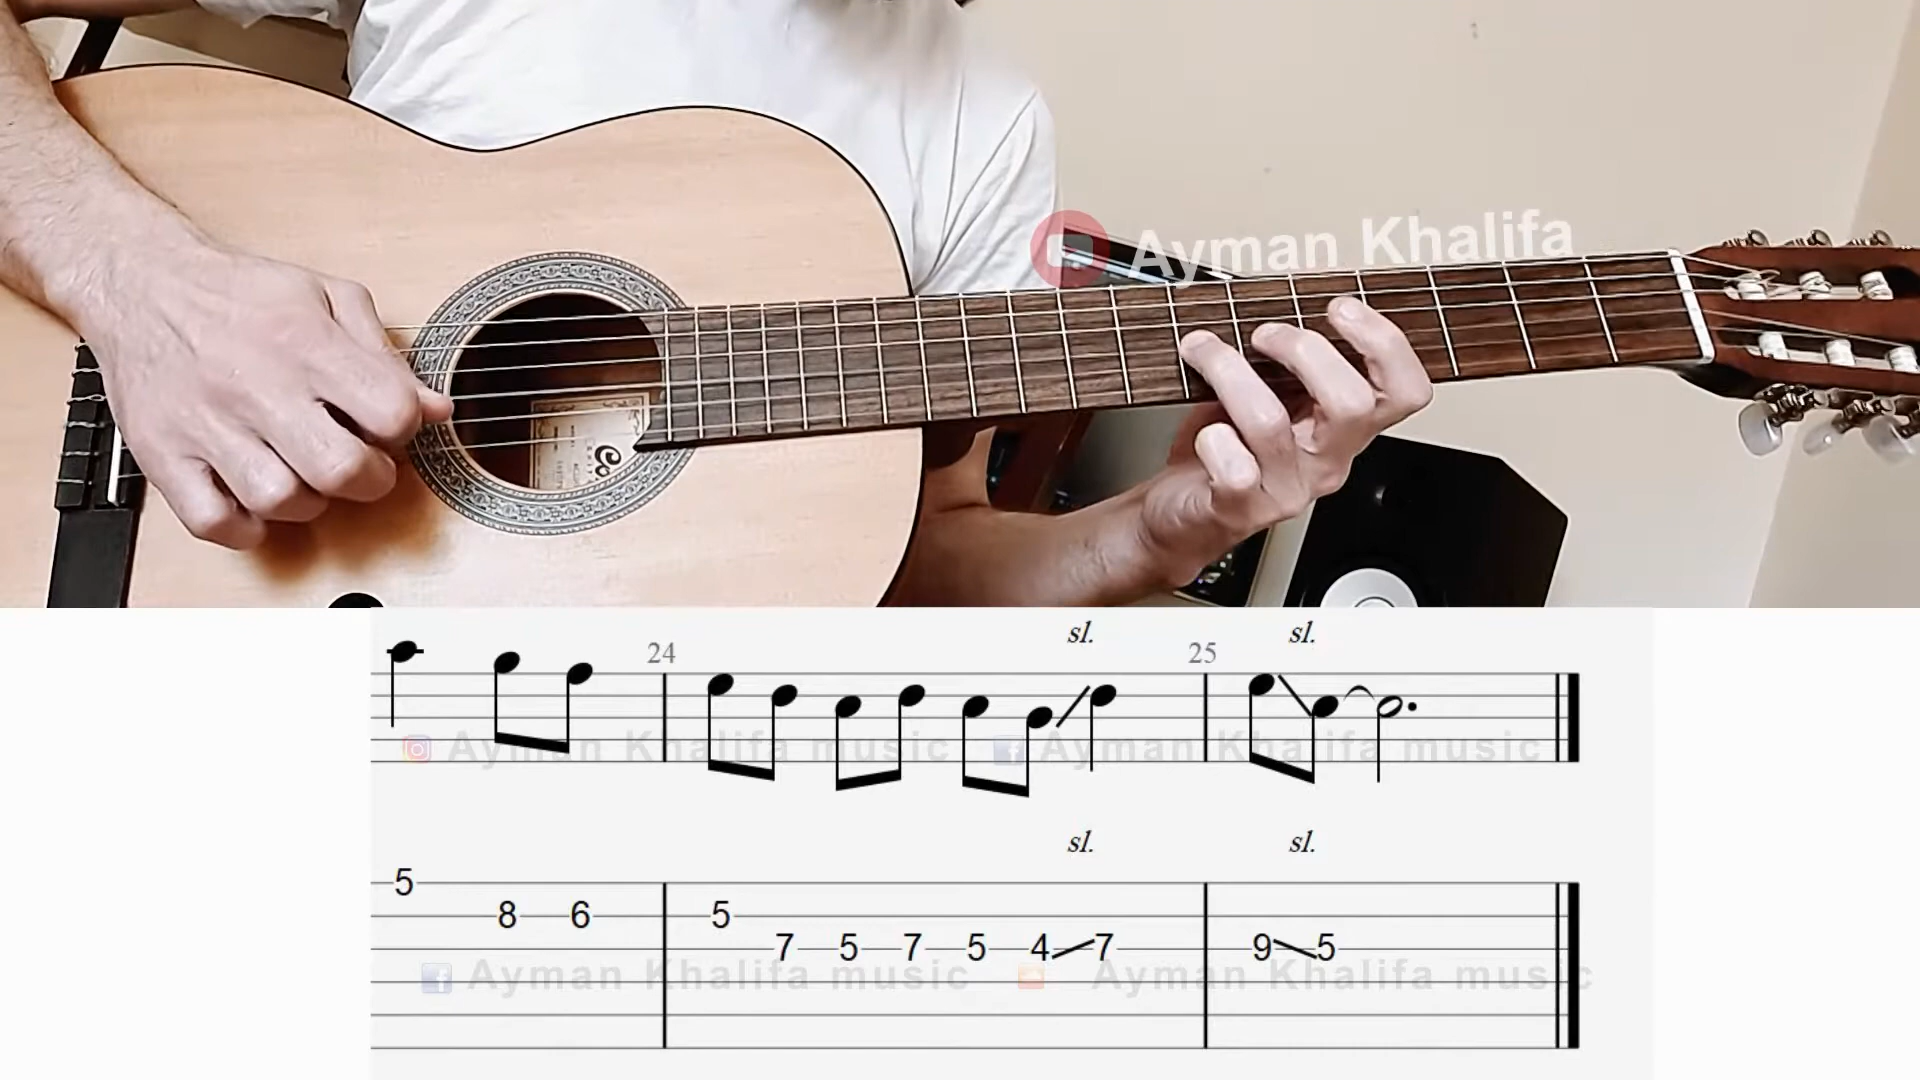 Ayman Khalifa
sl. sl.
24 25
Ayman Khalifa music Ayman Khalifa music
sl. sl.
5
8 6 5
7 5 7 5 4 7 9 5
Ayman Khalifa music Ayman Khalifa music